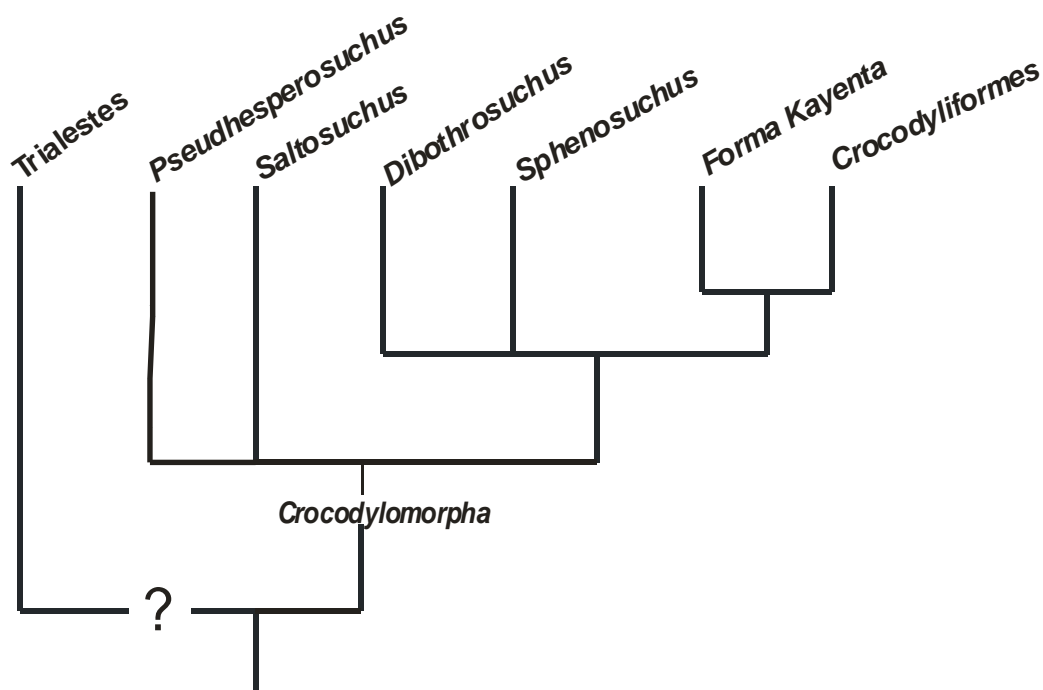 Trialestes
Pseudhesperosuchus
Saltosuchus
Dibothrosuchus
Sphenosuchus
Forma Kayenta
Crocodyliformes
Crocodylomorpha
?